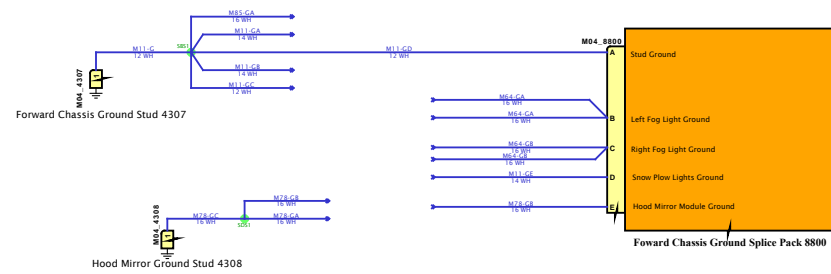 M85-GA
16 WH
M11-GA
14 WH
M11-G
12 WH
SBS1
M11-GD
12 WH
M11-GB
14 WH
M11-GC
12 WH
M04_4307
1
Forward Chassis Ground Stud 4307
M04_8800
A Stud Ground
M64-GA
16 WH
M64-GA
16 WH
B Left Fog Light Ground
M64-GB
16 WH
C Right Fog Light Ground
M64-GB
16 WH
M11-GE
14 WH
D Snow Plow Lights Ground
M78-GB
16 WH
E Hood Mirror Module Ground
Foward Chassis Ground Splice Pack 8800
M78-GB
16 WH
M78-GC
16 WH
SOS1
M78-GA
16 WH
M04_4308
1
Hood Mirror Ground Stud 4308